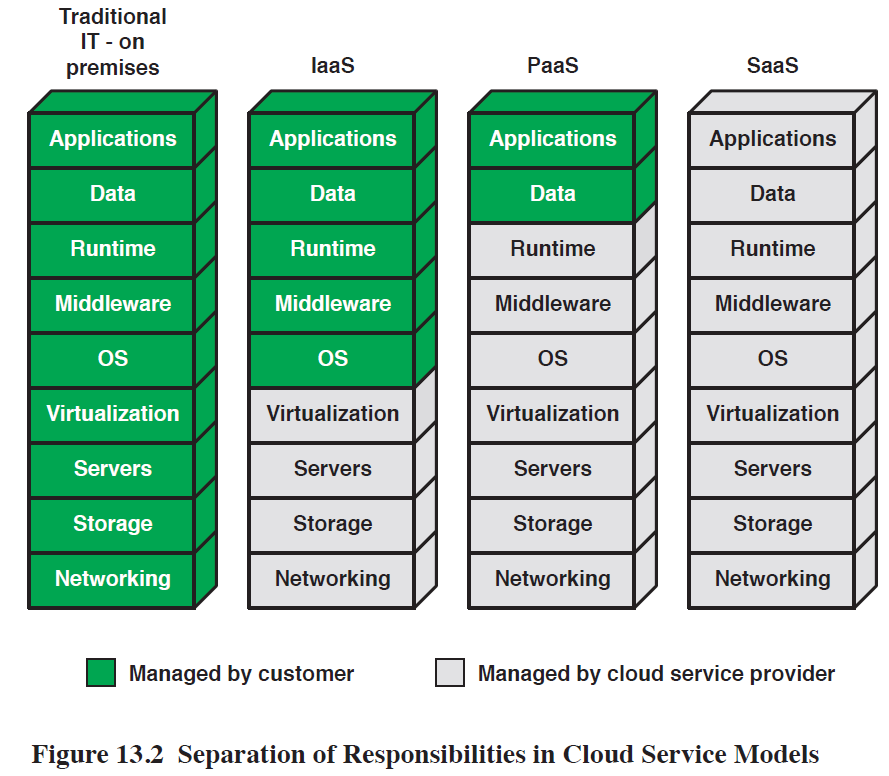 Traditional
IT - on
premises
IaaS
PaaS
SaaS
Applications
Data
Runtime
Middleware
OS
Virtualization
Servers
Storage
Networking
Applications
Data
Runtime
Middleware
OS
Virtualization
Servers
Storage
Networking
Applications
Data
Runtime
Middleware
OS
Virtualization
Servers
Storage
Networking
Applications
Data
Runtime
Middleware
OS
Virtualization
Servers
Storage
Networking
Managed by customer
Managed by cloud service provider
Figure 13.2 Separation of Responsibilities in Cloud Service Models